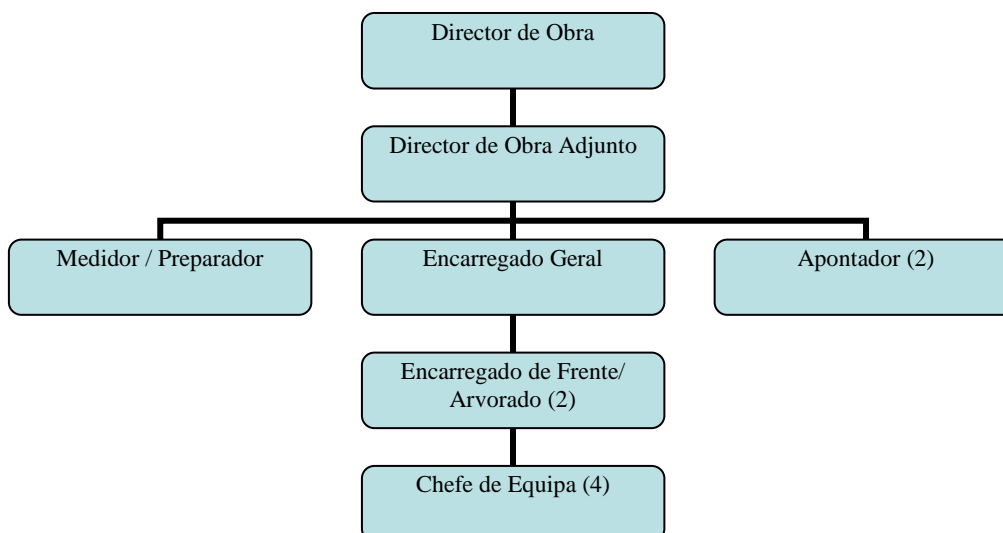 Director de Obra
Director de Obra Adjunto
Medidor / Preparador
Encarregado Geral
Apontador (2)
Encarregado de Frente/
Arvorado (2)
Chefe de Equipa (4)